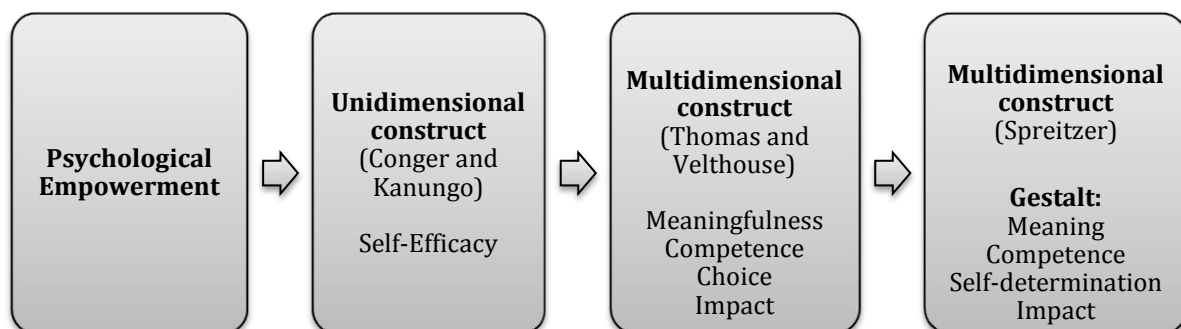 Psychological
Empowerment
Unidimensional
construct
(Conger and
Kanungo)
Self-Efficacy
Multidimensional
construct
(Thomas and
Velthouse)
Meaningfulness
Competence
Choice
Impact
Multidimensional
construct
(Spreitzer)
Gestalt:
Meaning
Competence
Self-determination
Impact